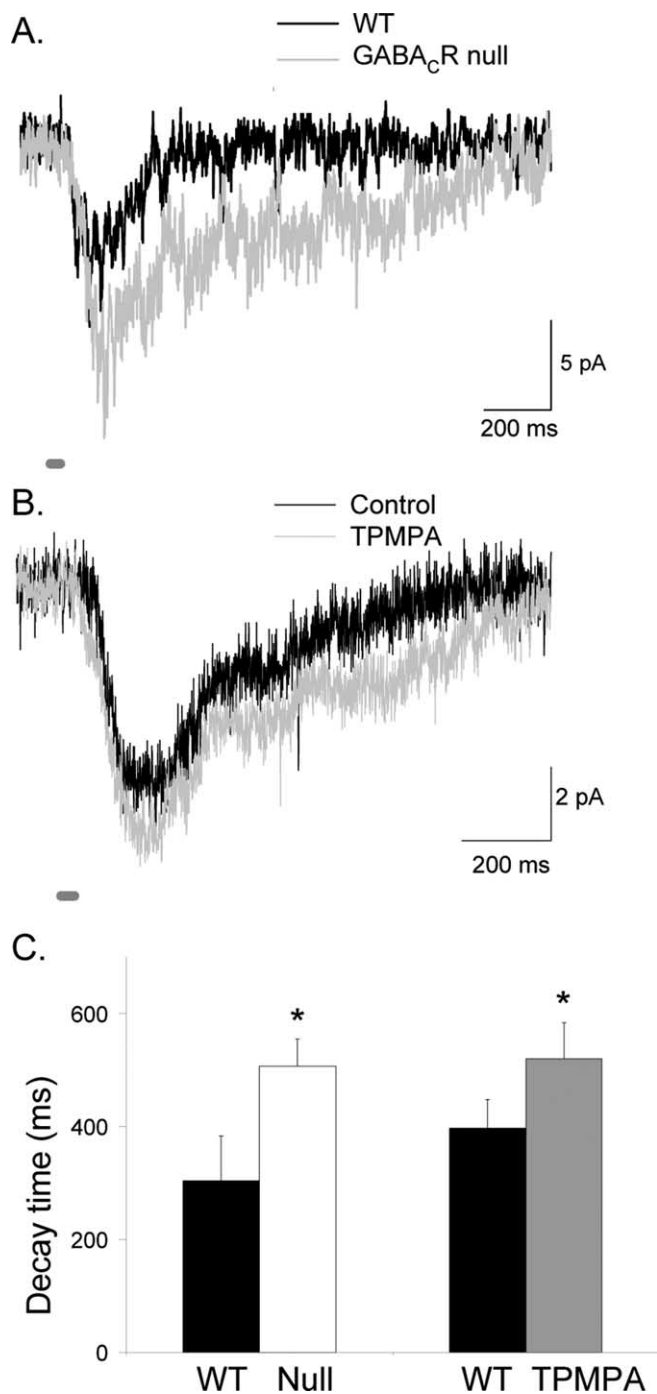 A.
WT
GABACR null
5 pA
200 ms
B.
Control
TPMPA
2 pA
200 ms
C.
Decay time (ms)
600
400
200
0
*
*
WT Null WT TPMPA